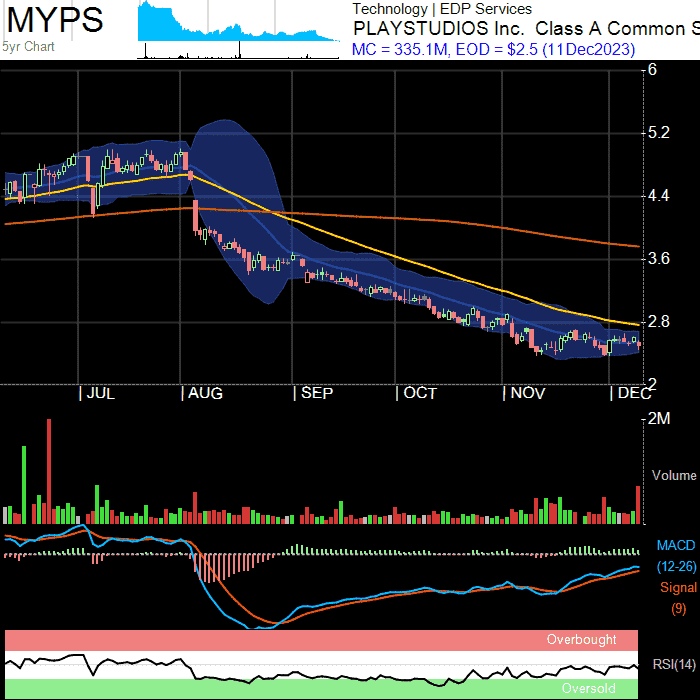 MYPS
5yr Chart
Technology | EDP Services
PLAYSTUDIOS Inc. Class A Common S
MC = 335.1M, EOD = $2.5 (11Dec2023)
6
5.2
4.4
3.6
2.8
2
JUL AUG SEP OCT NOV DEC
2M
Volume
MACD
(12-26)
Signal
(9)
Overbought
RSI(14)
Oversold